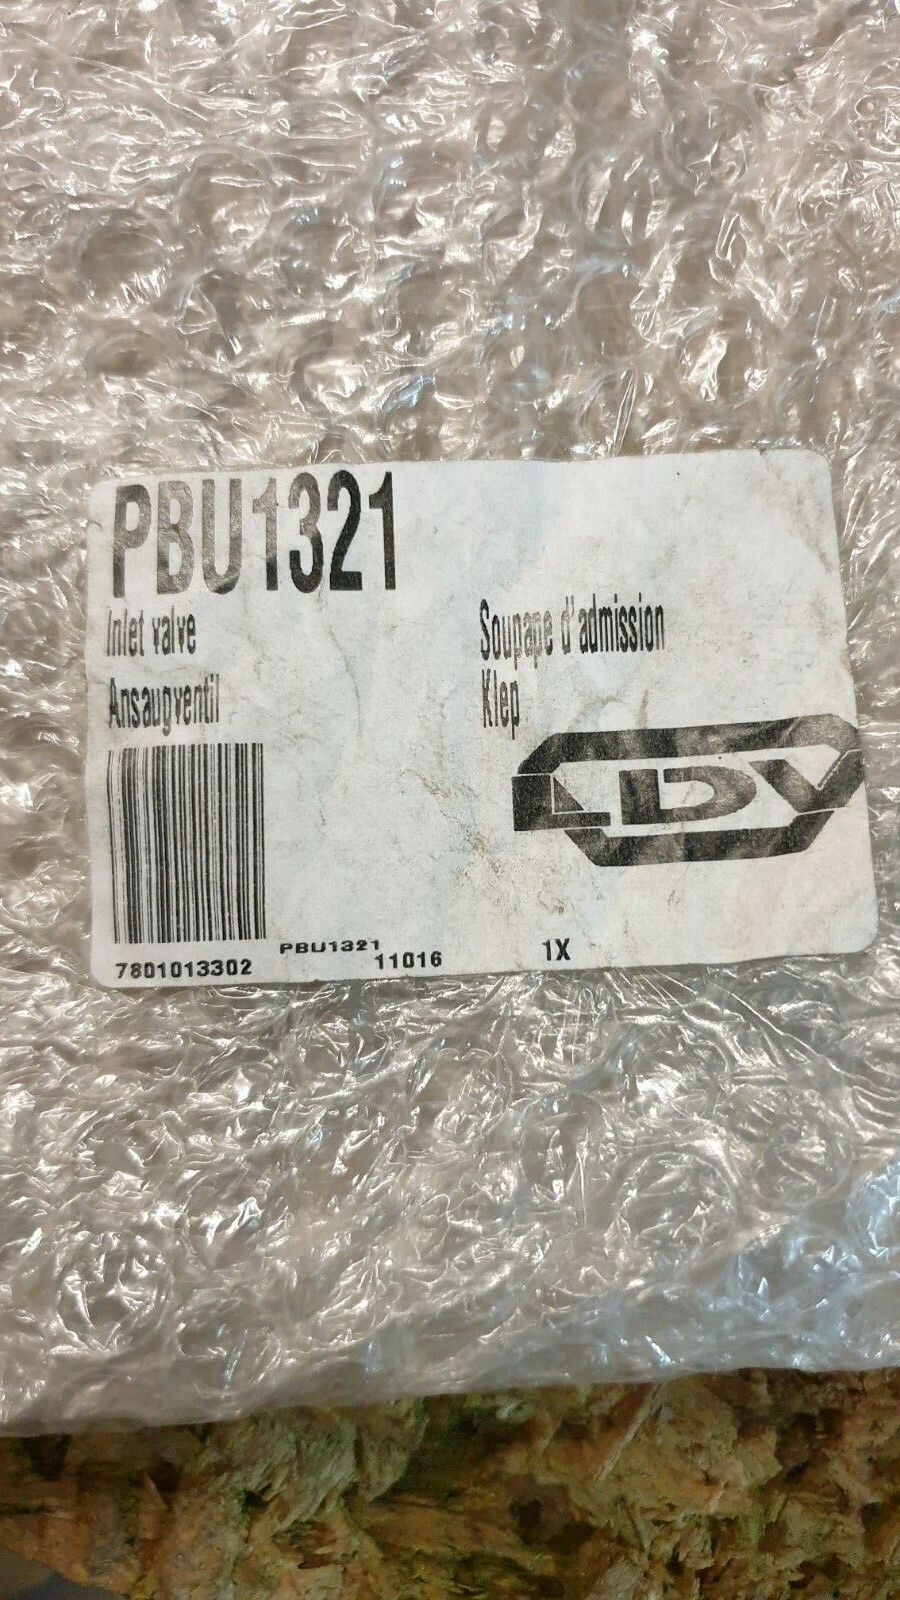 PBU1321
Inlet valve
Soupape d'admission
Ansaugventil
Klep
LDV
PBU1321
7801013302
11016
1X